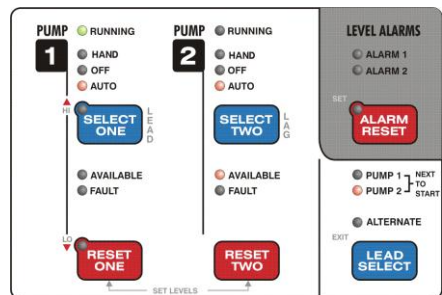 PUMP 1
RUNNING
HAND
OFF
AUTO
HI
SELECT ONE
LEAD
AVAILABLE
FAULT
LO
RESET ONE
PUMP 2
RUNNING
HAND
OFF
AUTO
SELECT TWO
LAG
AVAILABLE
FAULT
RESET TWO
SET LEVELS
LEVEL ALARMS
ALARM 1
ALARM 2
SET
ALARM RESET
PUMP 1
PUMP 2
NEXT TO START
ALTERNATE
EXIT
LEAD SELECT